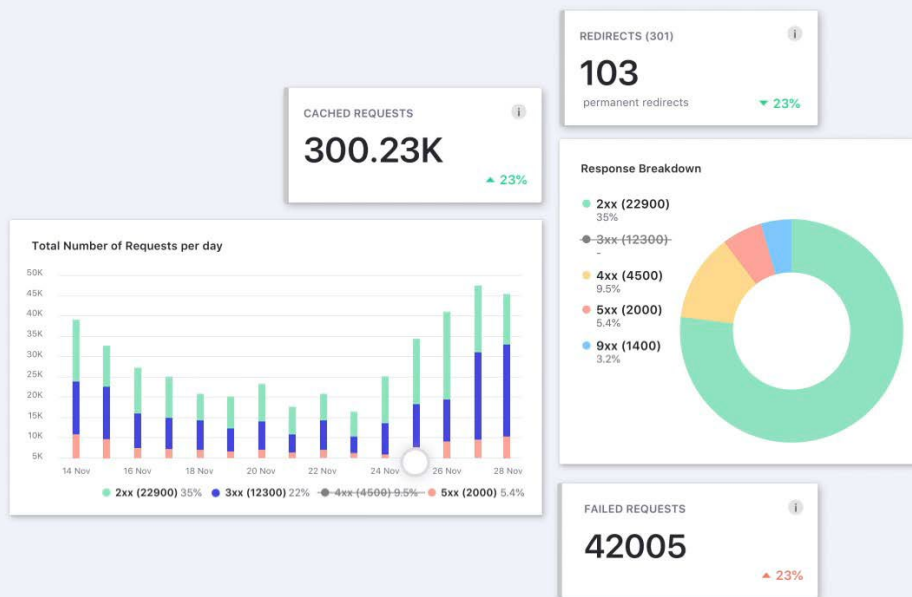 REDIRECTS (301)
i
103
permanent redirects
▼ 23%
CACHED REQUESTS
i
300.23K
▲ 23%
Response Breakdown
2xx (22900)
35%
3xx (12300)
-
4xx (4500)
9.5%
5xx (2000)
5.4%
9xx (1400)
3.2%
Total Number of Requests per day
50K
45K
40K
35K
30K
25K
20K
15K
10K
5K
14 Nov 16 Nov 18 Nov 20 Nov 22 Nov 24 Nov 26 Nov 28 Nov
2xx (22900) 35% 3xx (12300) 22% 4xx (4500) 9.5% 5xx (2000) 5.4%
FAILED REQUESTS
i
42005
▲ 23%